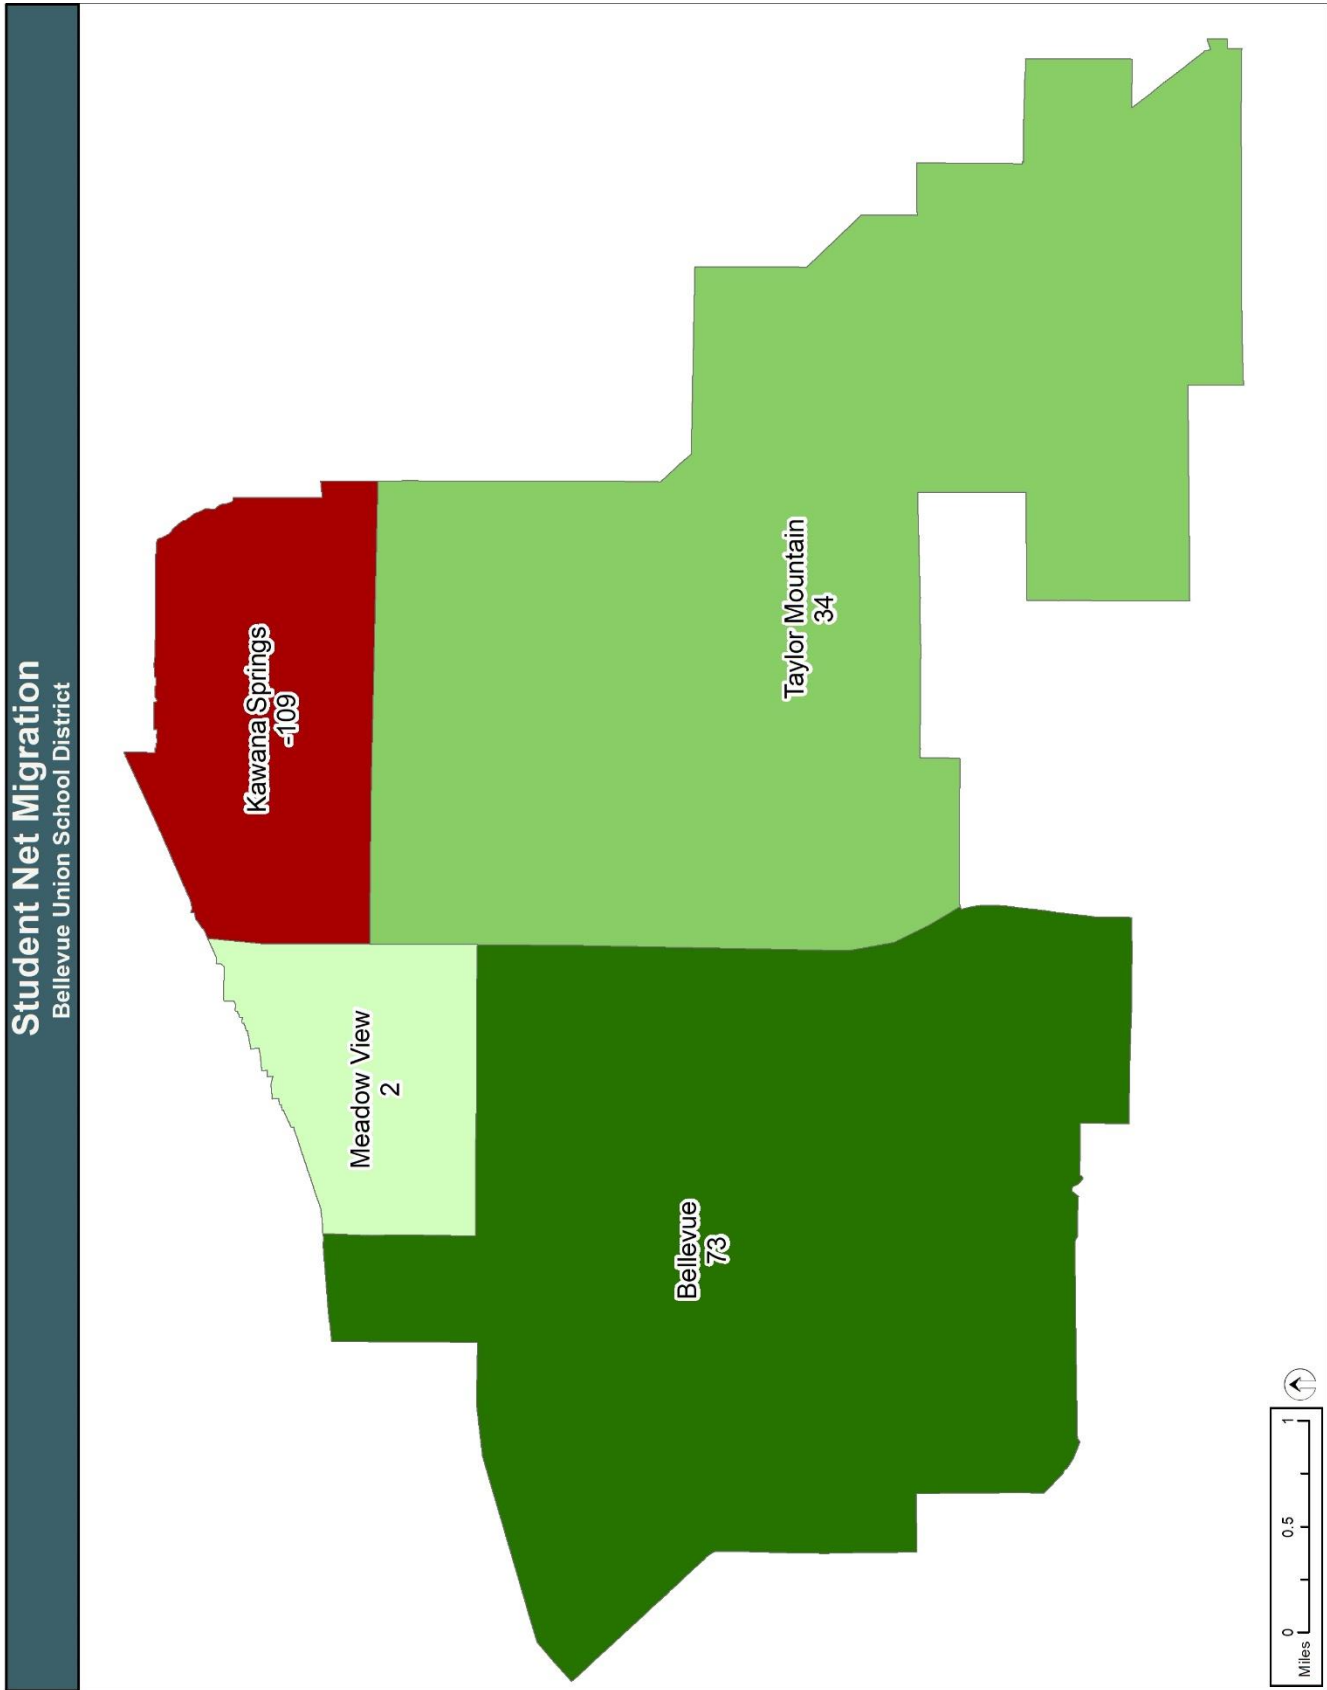 Student Net Migration
Bellevue Union School District
Kawana Springs
-109
Meadow View
2
Taylor Mountain
34
Bellevue
73
0 0.5 1
Miles